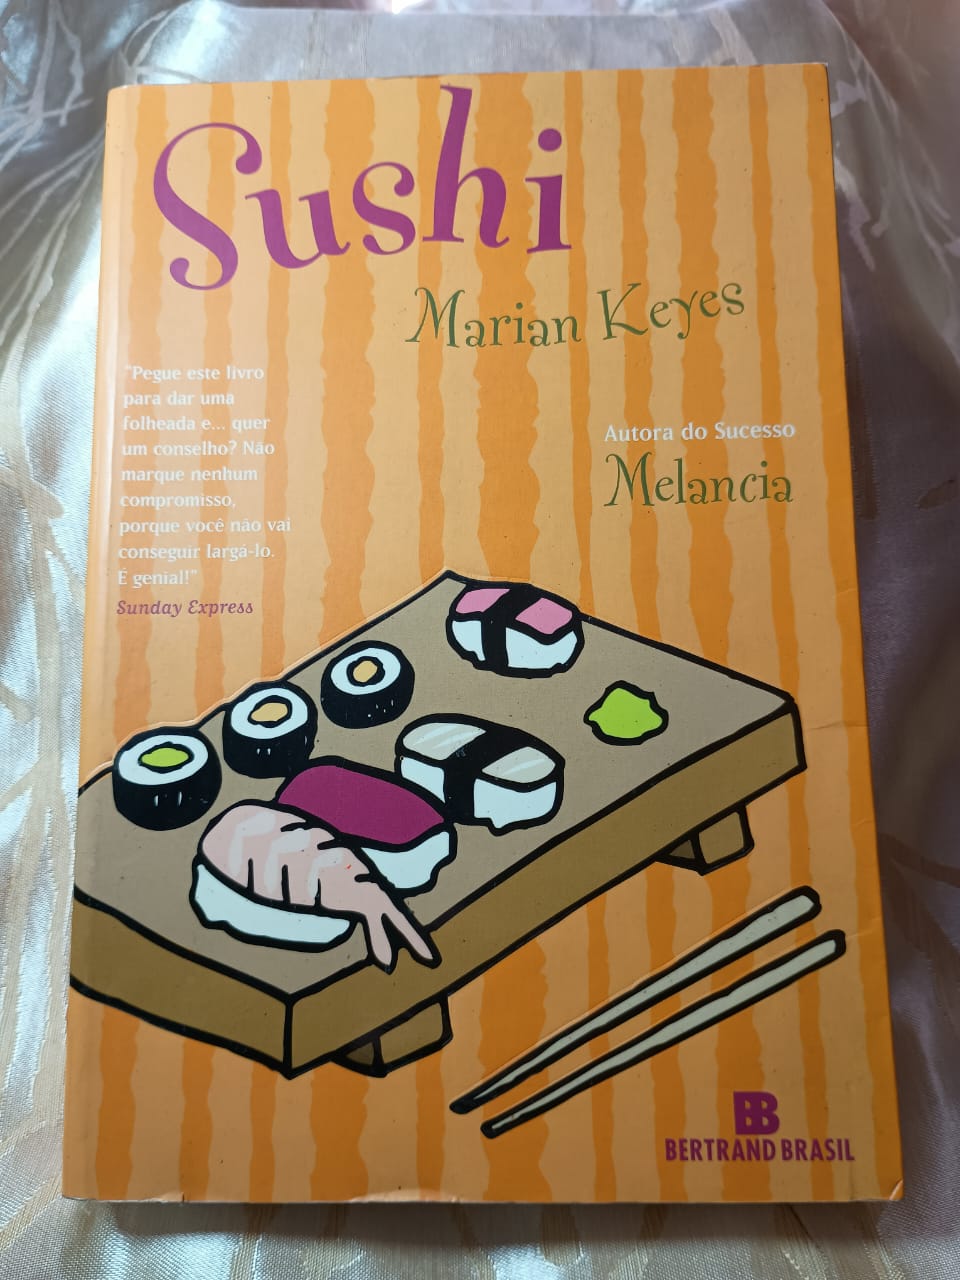 Sushi
Marian Keyes
"Pegue este livro
para dar uma
folheada e... quer
um conselho? Não
marque nenhum
compromisso,
porque você não vai
conseguir largá-lo.
É genial!"
Sunday Express
Autora do Sucesso
Melancia
BB
BERTRAND BRASIL